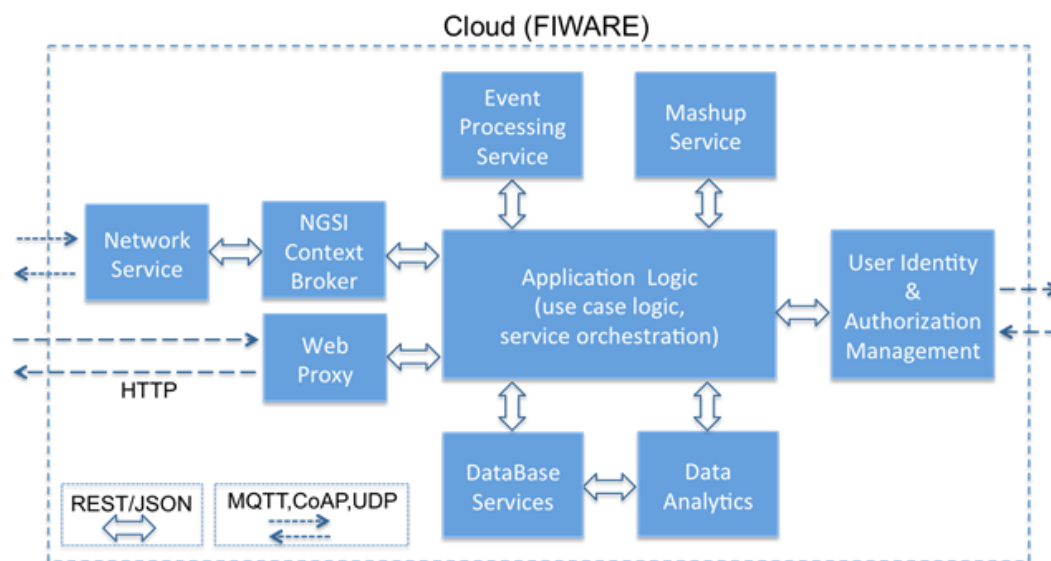 Cloud (FIWARE)
Event
Processing
Service
Mashup
Service
Network
Service
NGSI
Context
Broker
Application Logic
(use case logic,
service orchestration)
User Identity
&
Authorization
Management
Web
Proxy
HTTP
DataBase
Services
Data
Analytics
REST/JSON
MQTT,CoAP,UDP